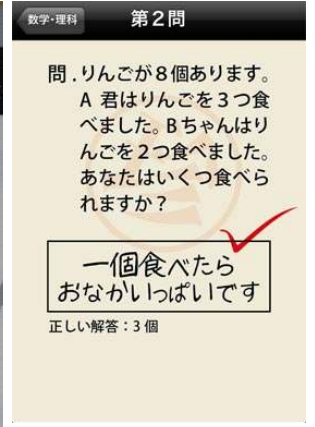 数学・理科
第2問
問.りんごが8個あります。
A 君はりんごを3つ食
べました。Bちゃんはり
んごを2つ食べました。
あなたはいくつ食べら
れますか?
一個食べたら
おなかいっぱいです
正しい解答:3個